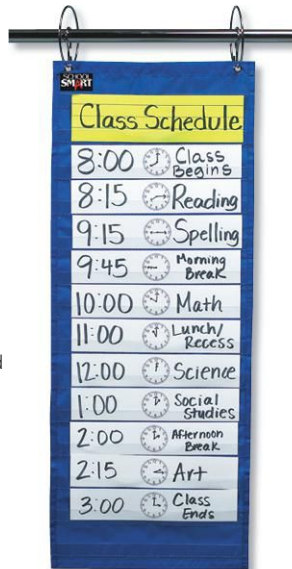 SCHOOL
SMART
Class Schedule
8:00 Class Begins
8:15 Reading
9:15 Spelling
9:45 Morning Break
10:00 Math
11:00 Lunch/ Recess
12:00 Science
1:00 Social Studies
2:00 Afternoon Break
2:15 Art
3:00 Class Ends
d